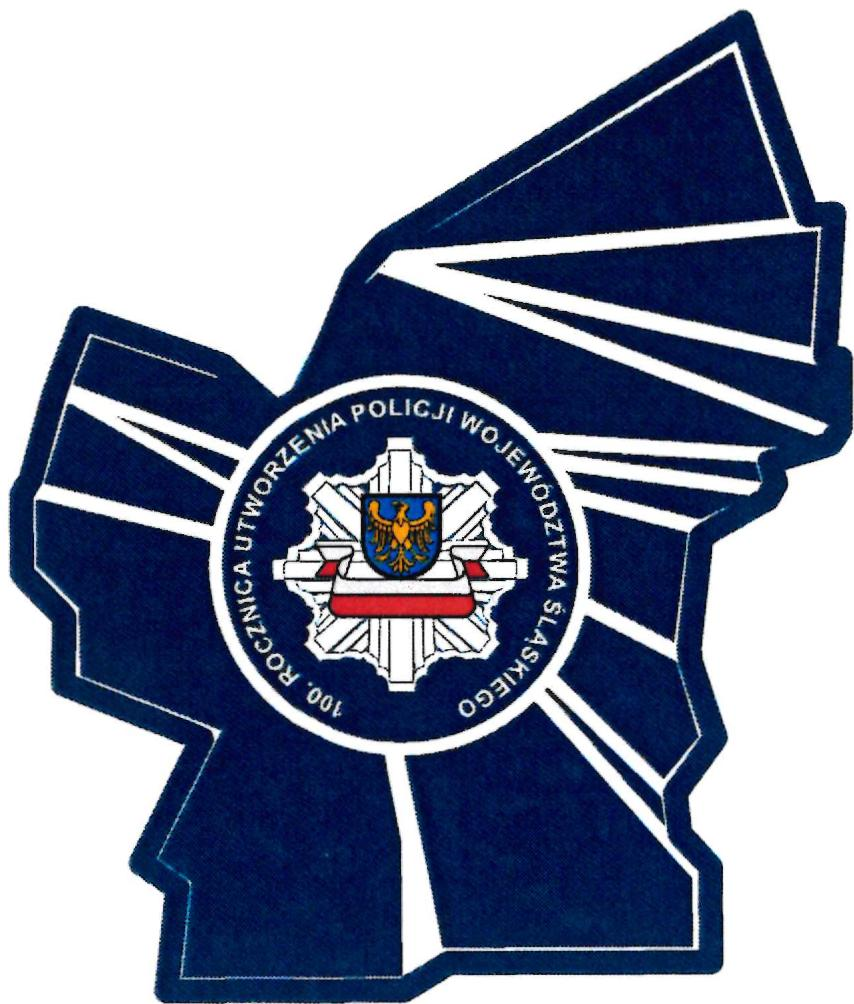 100. ROCZNICA UTWORZENIA POLICJI WOJEWÓDZTWA ŚLĄSKIEGO